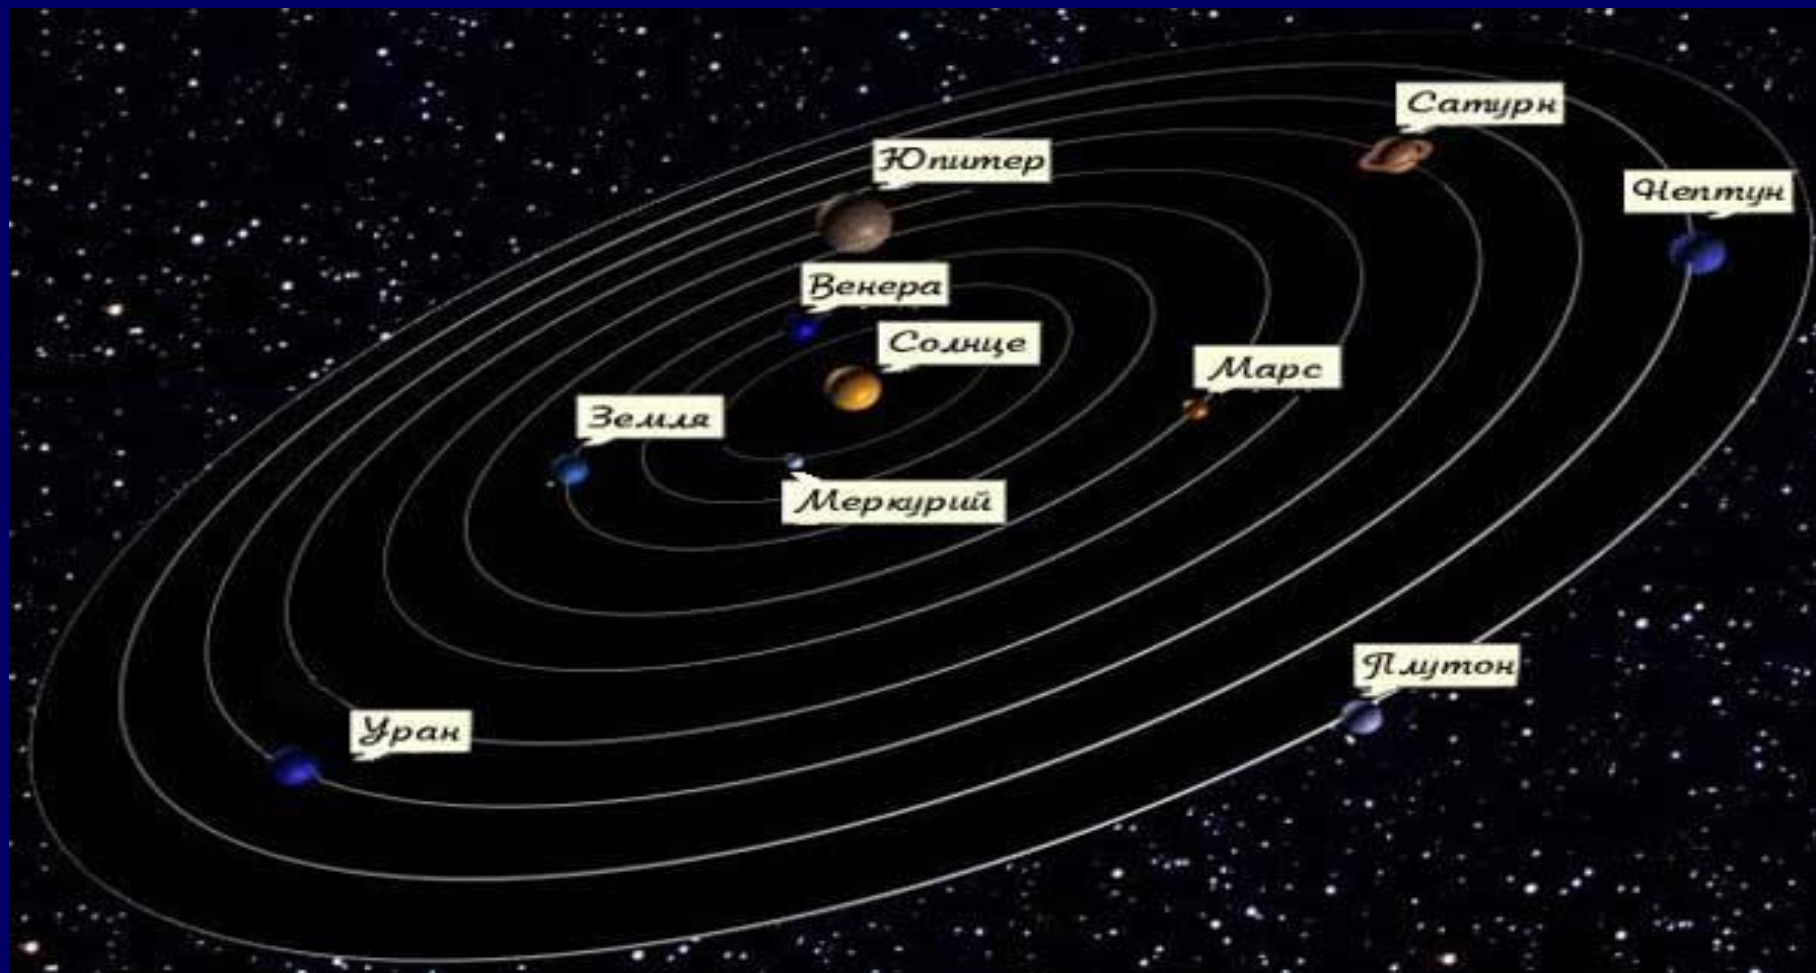 Сатурн
Юпитер
Нептун
Венера
Солнце
Марс
Земля
Меркурий
Плутон
Уран